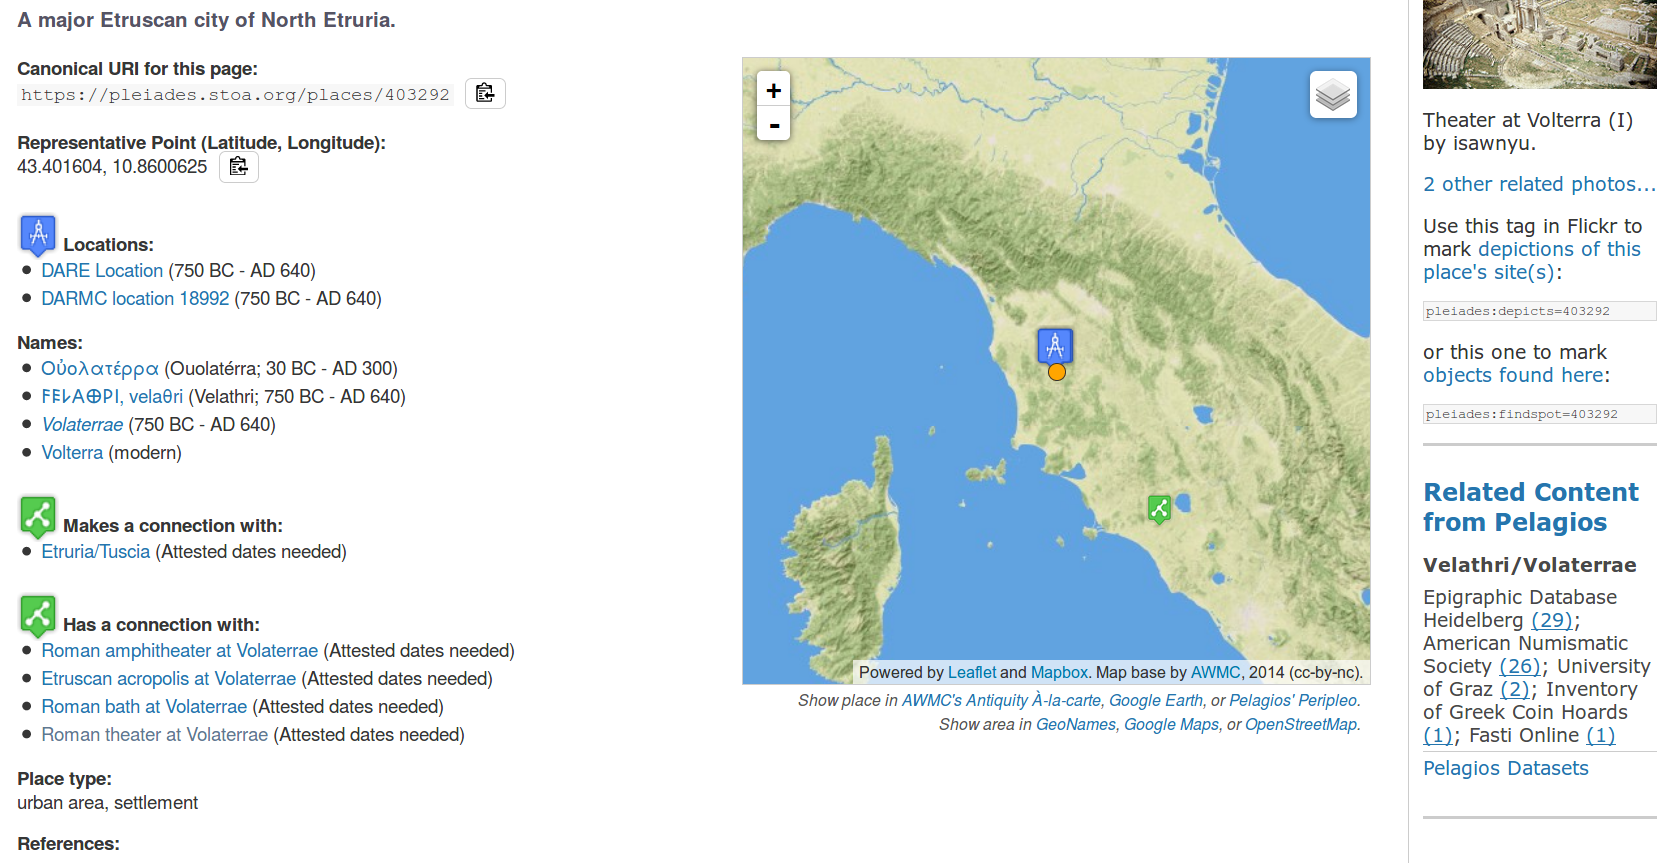 A major Etruscan city of North Etruria.
Canonical URI for this page:
https://pleiades.stoa.org/places/403292
Representative Point (Latitude, Longitude):
43.401604, 10.8600625
Locations:
DARE Location (750 BC - AD 640)
DARMC location 18992 (750 BC - AD 640)
Names:
Οὐολατέρρα (Ouolatérra; 30 BC - AD 300)
𐌅𐌄𐌋𐌀𐌈𐌓𐌉, velaθri (Velathri; 750 BC - AD 640)
Volaterrae (750 BC - AD 640)
Volterra (modern)
Makes a connection with:
Etruria/Tuscia (Attested dates needed)
Has a connection with:
Roman amphitheater at Volaterrae (Attested dates needed)
Etruscan acropolis at Volaterrae (Attested dates needed)
Roman bath at Volaterrae (Attested dates needed)
Roman theater at Volaterrae (Attested dates needed)
Place type:
urban area, settlement
References:
+
-
Powered by Leaflet and Mapbox. Map base by AWMC, 2014 (cc-by-nc).
Show place in AWMC's Antiquity À-la-carte, Google Earth, or Pelagios' Peripleo.
Show area in GeoNames, Google Maps, or OpenStreetMap.
Theater at Volterra (I)
by isawnyu.
2 other related photos...
Use this tag in Flickr to
mark depictions of this
place's site(s):
pleiades:depicts=403292
or this one to mark
objects found here:
pleiades:findspot=403292
Related Content
from Pelagios
Velathri/Volaterrae
Epigraphic Database
Heidelberg (29);
American Numismatic
Society (26); University
of Graz (2); Inventory
of Greek Coin Hoards
(1); Fasti Online (1)
Pelagios Datasets